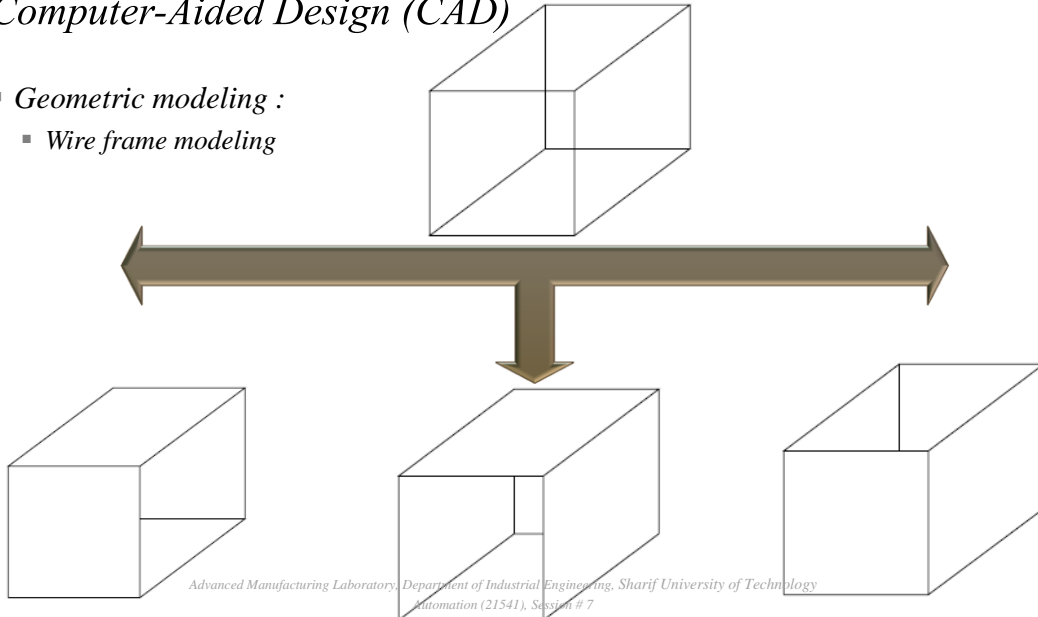 Computer-Aided Design (CAD)
Geometric modeling :
Wire frame modeling
Advanced Manufacturing Laboratory, Department of Industrial Engineering, Sharif University of Technology
Automation (21541), Session # 7